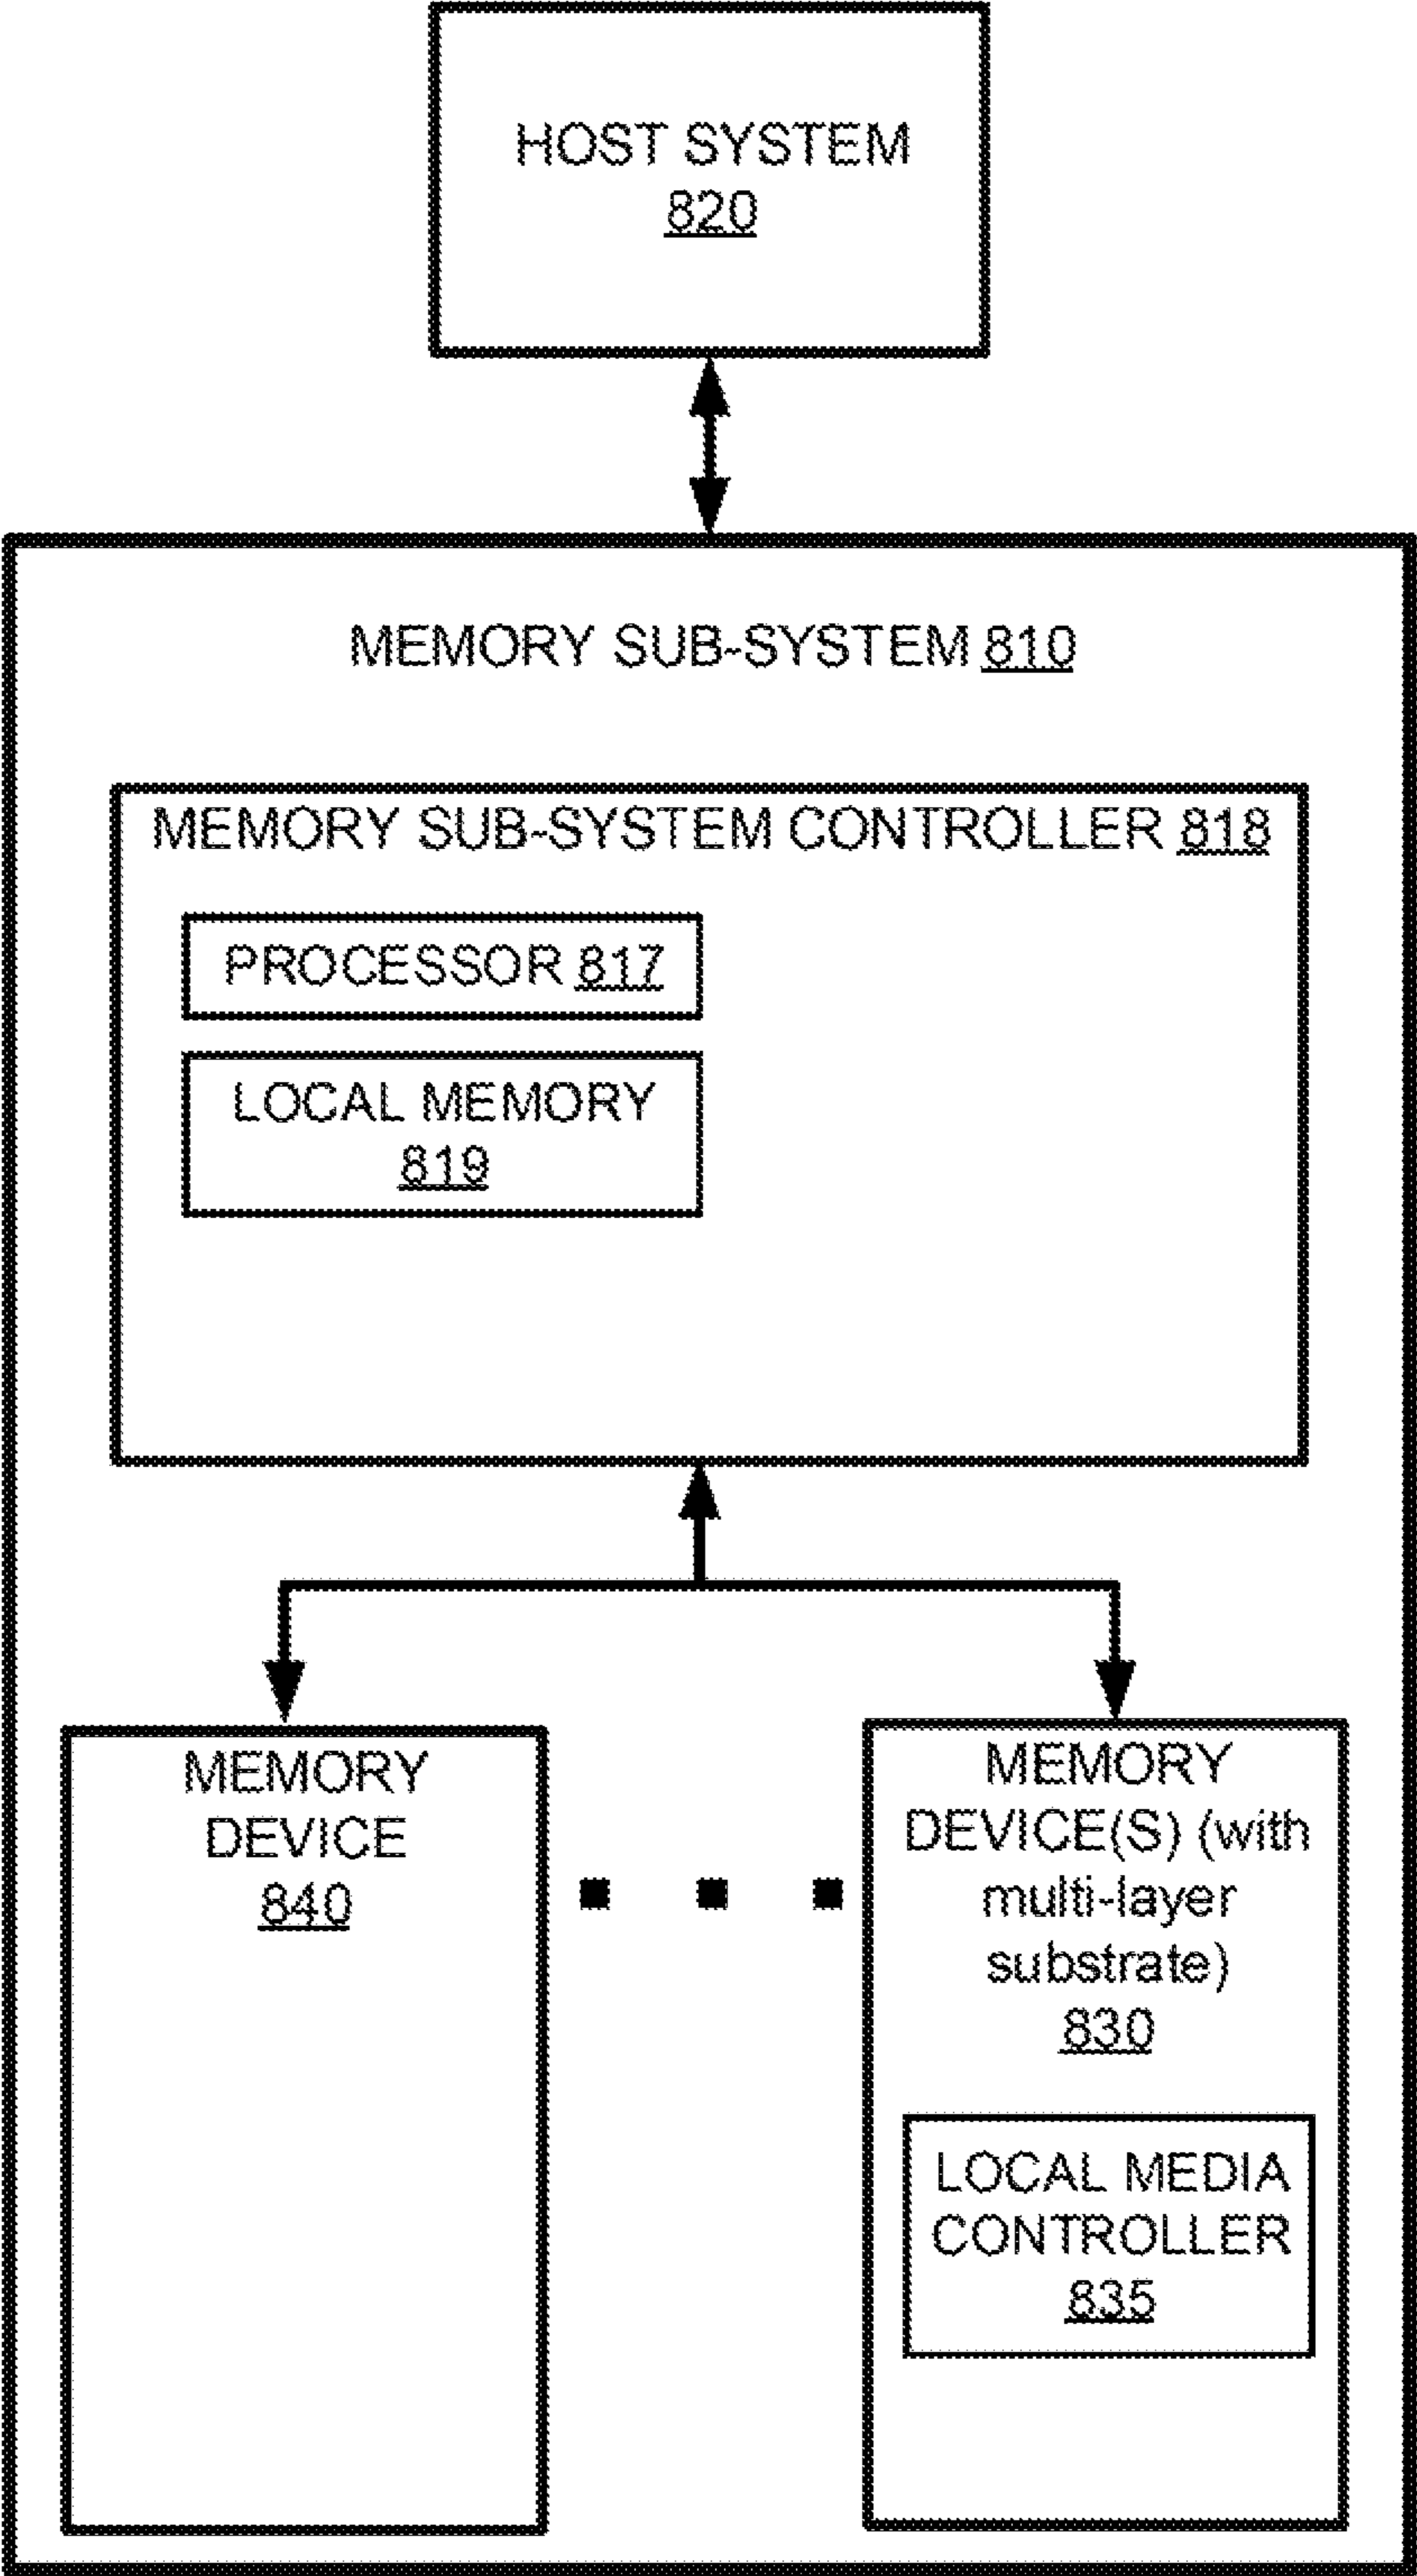 HOST SYSTEM
820
MEMORY SUB-SYSTEM 810
MEMORY SUB-SYSTEM CONTROLLER 818
PROCESSOR 817
LOCAL MEMORY
819
MEMORY
DEVICE
840
MEMORY
DEVICE(S) (with
multi-layer
substrate)
830
LOCAL MEDIA
CONTROLLER
835